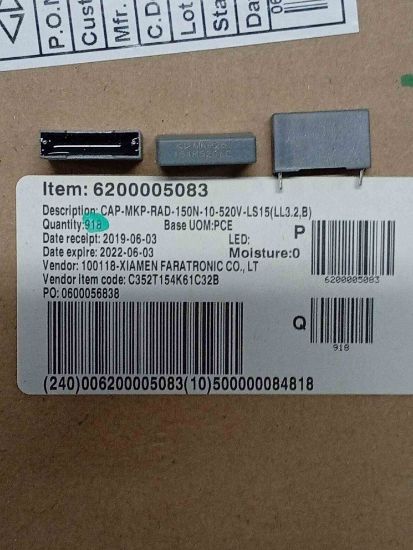 P.O.N
Cust
Mfr.
C.D
Lot
Sta
Da
Item: 6200005083
Description: CAP-MKP-RAD-150N-10-520V-LS15(LL3.2,B)
Quantity:918 Base UOM:PCE
Date receipt: 2019-06-03 LED:
Date expire: 2022-06-03 Moisture:0
Vendor: 100118-XIAMEN FARATRONIC CO., LTD
Vendor item code: C352T154K61C32B
PO: 0600056838
P
6200005083
Q
918
(240)006200005083(10)500000084818